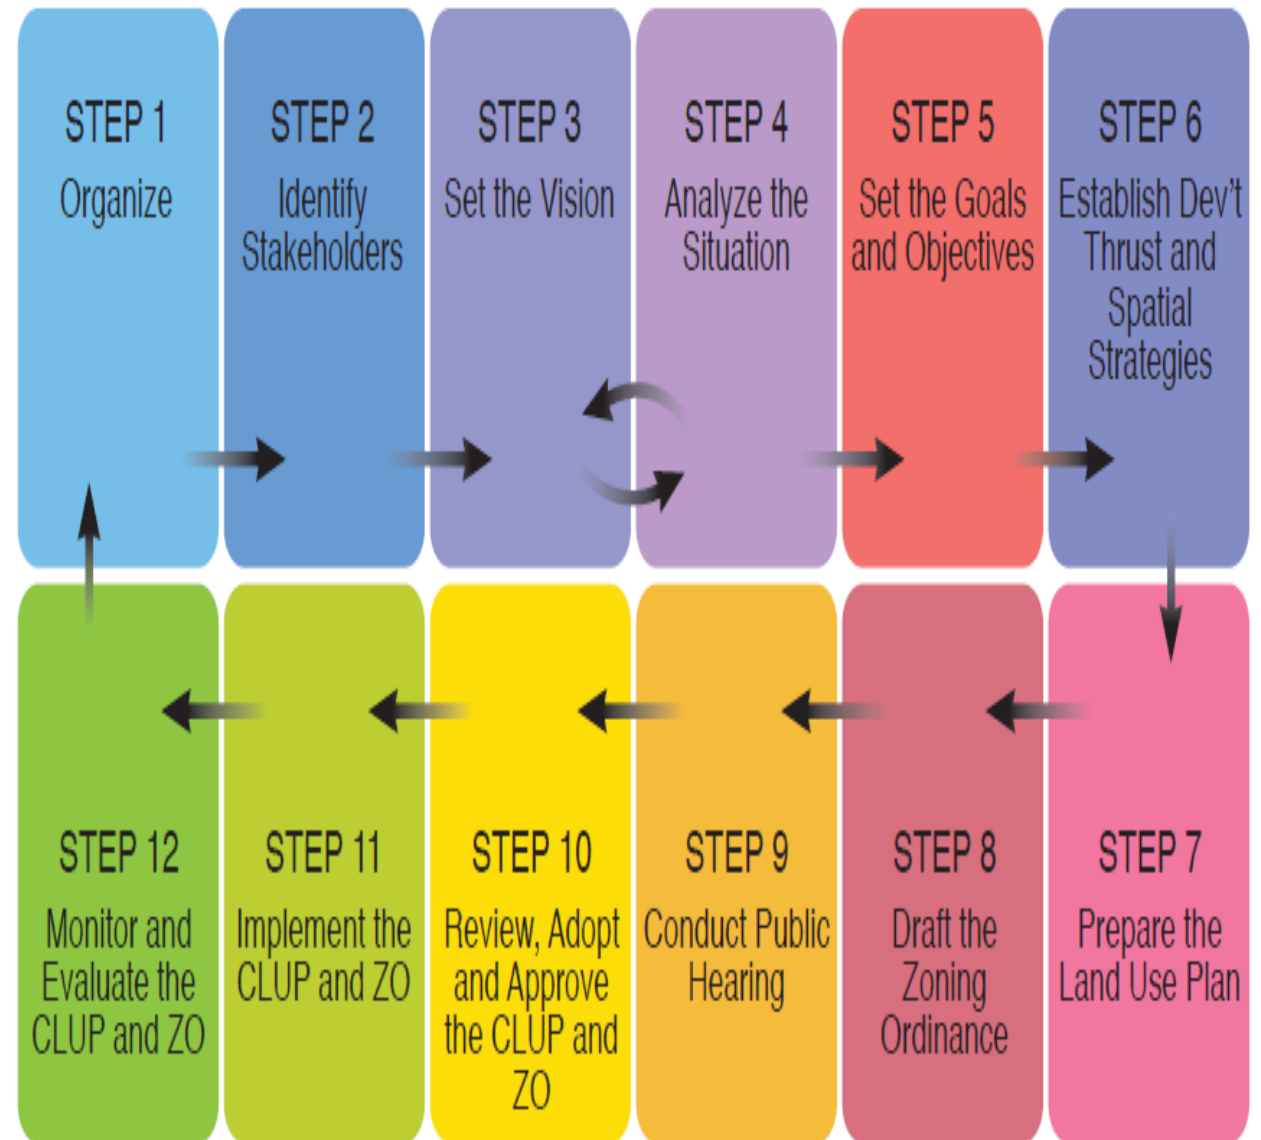 STEP 1
Organize
STEP 2
Identify
Stakeholders
STEP 3
Set the Vision
STEP 4
Analyze the
Situation
STEP 5
Set the Goals
and Objectives
STEP 6
Establish Dev't
Thrust and
Spatial
Strategies
STEP 12
Monitor and
Evaluate the
CLUP and ZO
STEP 11
Implement the
CLUP and ZO
STEP 10
Review, Adopt
and Approve
the CLUP and
ZO
STEP 9
Conduct Public
Hearing
STEP 8
Draft the
Zoning
Ordinance
STEP 7
Prepare the
Land Use Plan